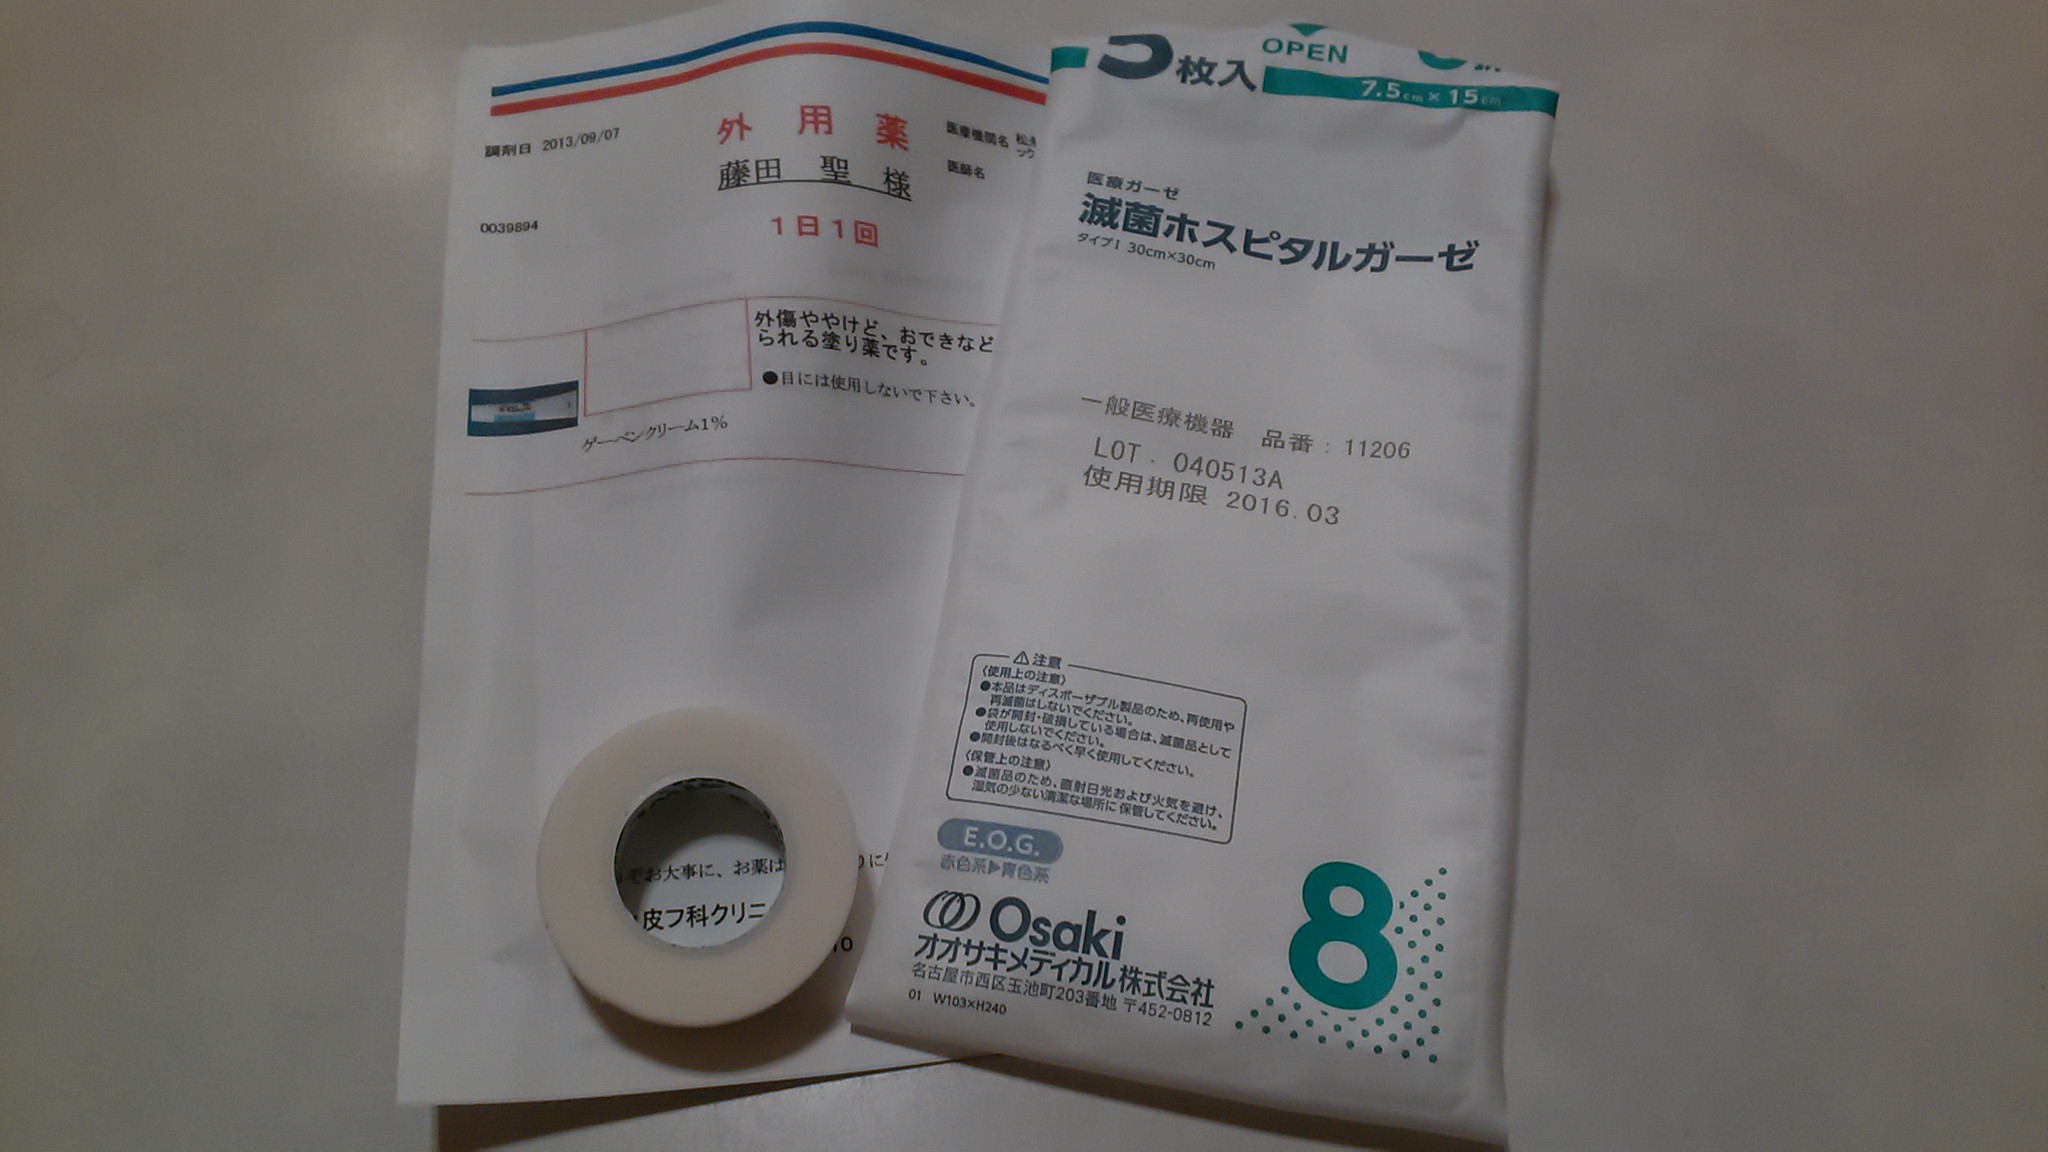 調剤日 2013/09/07
外用薬
医療機関名
医師名
藤田 聖 様
0039894
1日1回
外傷ややけど、おできなど
られる塗り薬です。
●目には使用しないで下さい。
ゲーベンクリーム1%
お大事に、お薬は
皮フ科クリニ
枚入
OPEN
7.5cm×15cm
医療ガーゼ
滅菌ホスピタルガーゼ
タイプⅠ 30cm×30cm
一般医療機器 品番：11206
LOT. 040513A
使用期限 2016.03
⚠注意
〈使用上の注意〉
●本品はディスポーザブル製品のため、再使用や
再滅菌はしないでください。
●袋が開封・破損している場合は、滅菌品として
使用しないでください。
●開封後はなるべく早く使用してください。
〈保管上の注意〉
●滅菌品のため、直射日光および火気を避け、
湿気の少ない清潔な場所に保管してください。
E.O.G.
赤色系▶青色系
Osaki
オオサキメディカル株式会社
名古屋市西区玉池町203番地 〒452-0812
01 W103×H240
8